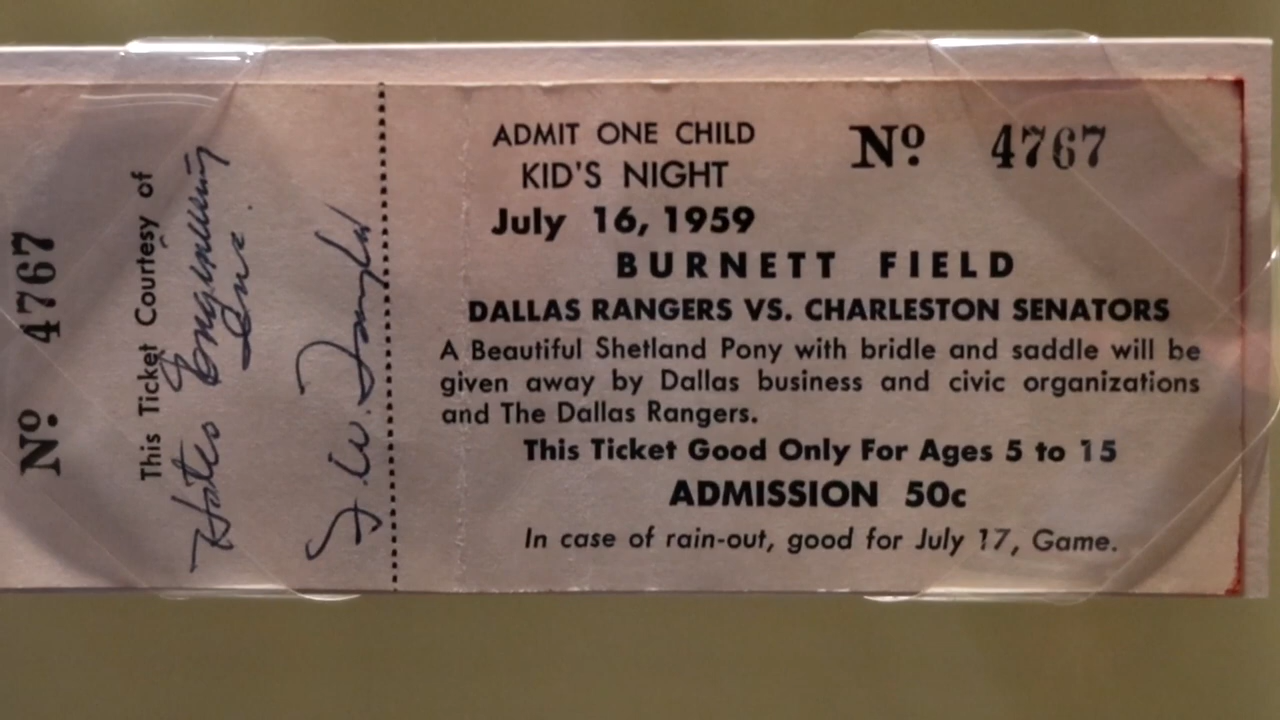 No. 4767
This Ticket Courtesy of
Engineering
Inc.
ADMIT ONE CHILD
KID'S NIGHT
No. 4767
July 16, 1959
BURNETT FIELD
DALLAS RANGERS VS. CHARLESTON SENATORS
A Beautiful Shetland Pony with bridle and saddle will be
given away by Dallas business and civic organizations
and The Dallas Rangers.
This Ticket Good Only For Ages 5 to 15
ADMISSION 50c
In case of rain-out, good for July 17, Game.